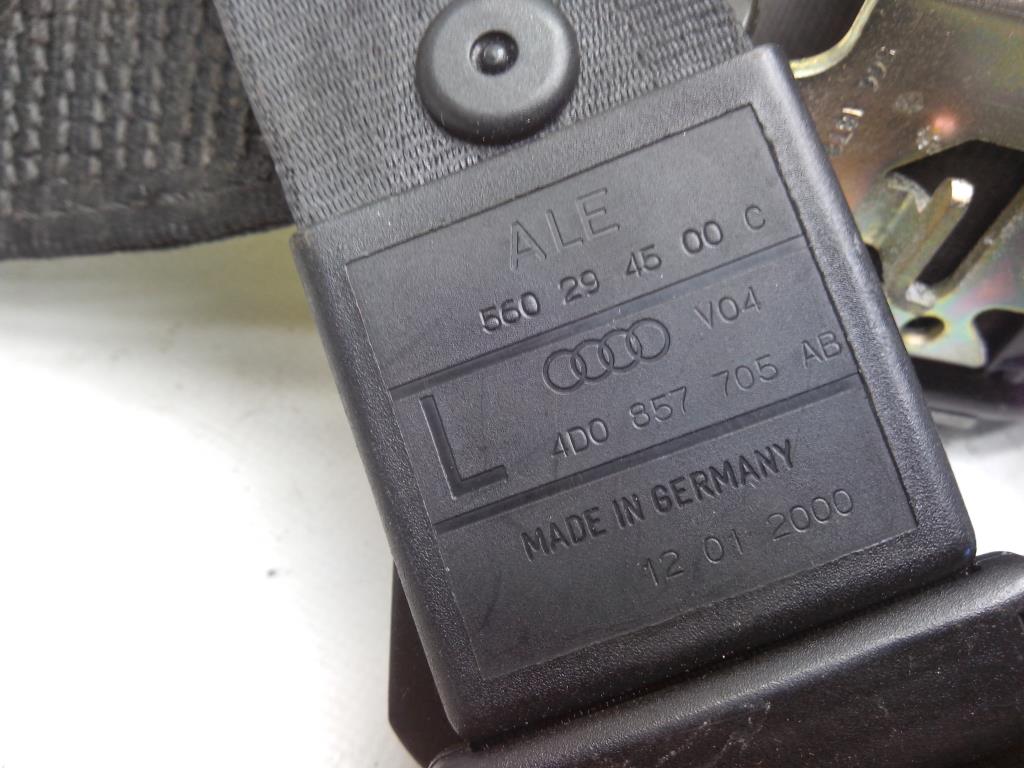 ALE
560 29 45 00 C
V04
L
4D0 857 705 AB
MADE IN GERMANY
12 01 2000